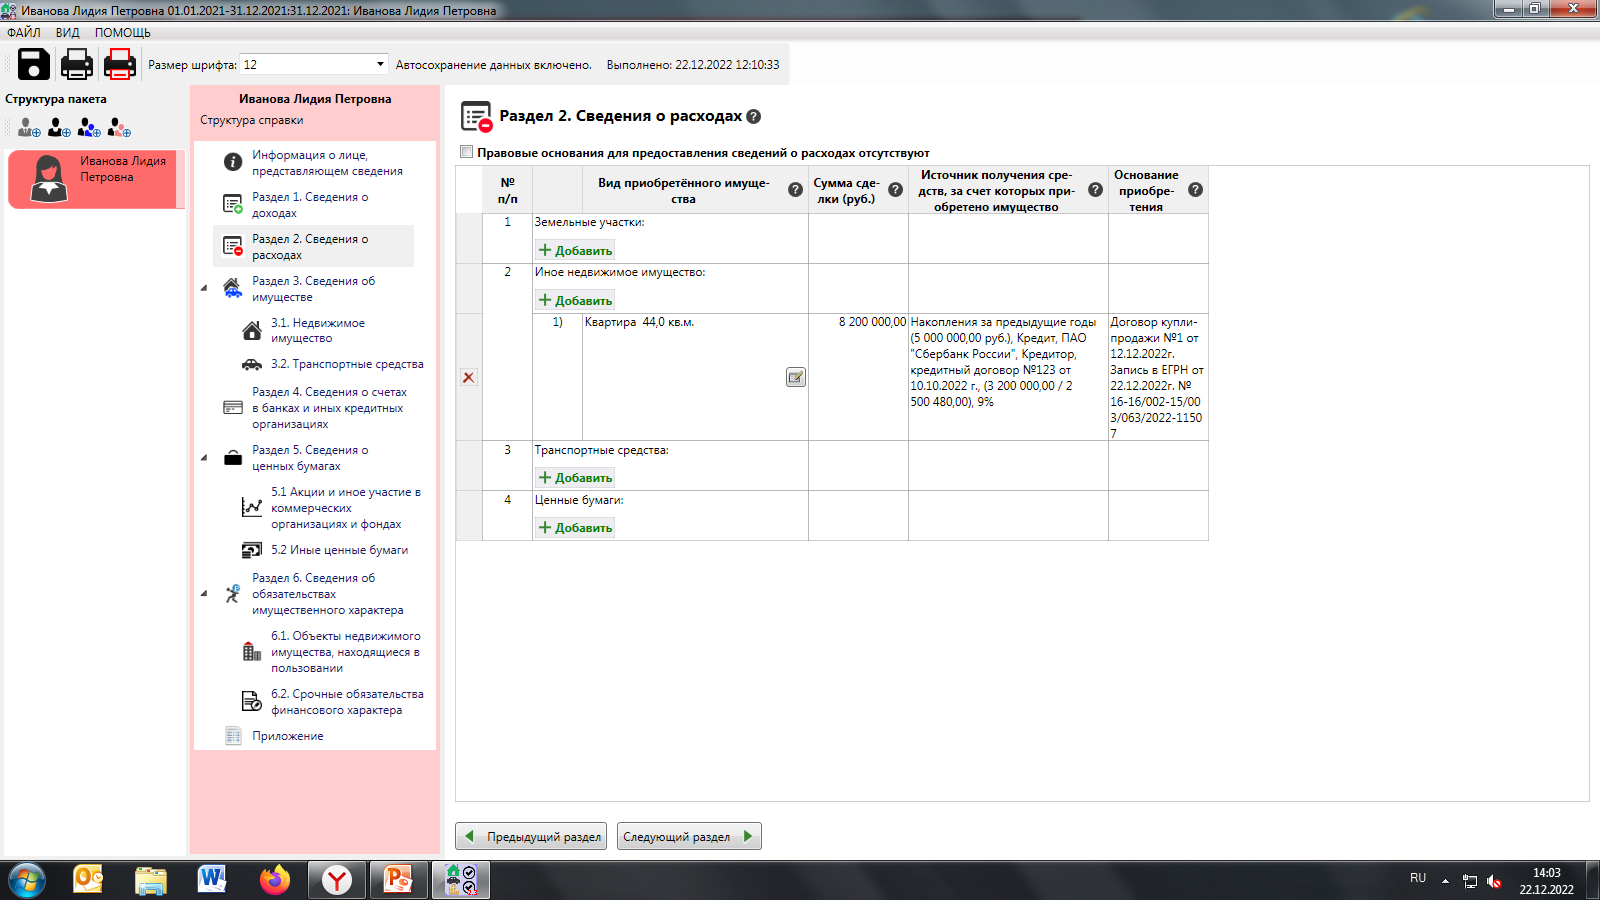 Иванова Лидия Петровна 01.01.2021-31.12.2021:31.12.2021: Иванова Лидия Петровна
ФАЙЛ ВИД ПОМОЩЬ
Размер шрифта: 12 Автосохранение данных включено. Выполнено: 22.12.2022 12:10:33
Структура пакета
Иванова Лидия
Петровна
Иванова Лидия Петровна
Структура справки
Информация о лице,
представляющем сведения
Раздел 1. Сведения о
доходах
Раздел 2. Сведения о
расходах
Раздел 3. Сведения об
имуществе
3.1. Недвижимое
имущество
3.2. Транспортные средства
Раздел 4. Сведения о счетах
в банках и иных кредитных
организациях
Раздел 5. Сведения о
ценных бумагах
5.1 Акции и иное участие в
коммерческих
организациях и фондах
5.2 Иные ценные бумаги
Раздел 6. Сведения об
обязательствах
имущественного характера
6.1. Объекты недвижимого
имущества, находящиеся в
пользовании
6.2. Срочные обязательства
финансового характера
Приложение
Раздел 2. Сведения о расходах ?
Правовые основания для предоставления сведений о расходах отсутствуют
№
п/п
Вид приобретённого имуще-
ства ?
Сумма сде-
лки (руб.) ?
Источник получения сре-
дств, за счет которых при-
обретено имущество ?
Основание
приобре-
тения ?
1 Земельные участки:
Добавить
2 Иное недвижимое имущество:
Добавить
1) Квартира 44,0 кв.м. 8 200 000,00
Накопления за предыдущие годы
(5 000 000,00 руб.), Кредит, ПАО
"Сбербанк России", Кредитор,
кредитный договор №123 от
10.10.2022 г., (3 200 000,00 / 2
500 480,00), 9%
Договор купли-
продажи №1 от
12.12.2022г.
Запись в ЕГРН от
22.12.2022г. №
16-16/002-15/00
3/063/2022-1150
7
3 Транспортные средства:
Добавить
4 Ценные бумаги:
Добавить
Предыдущий раздел Следующий раздел
RU
14:03
22.12.2022